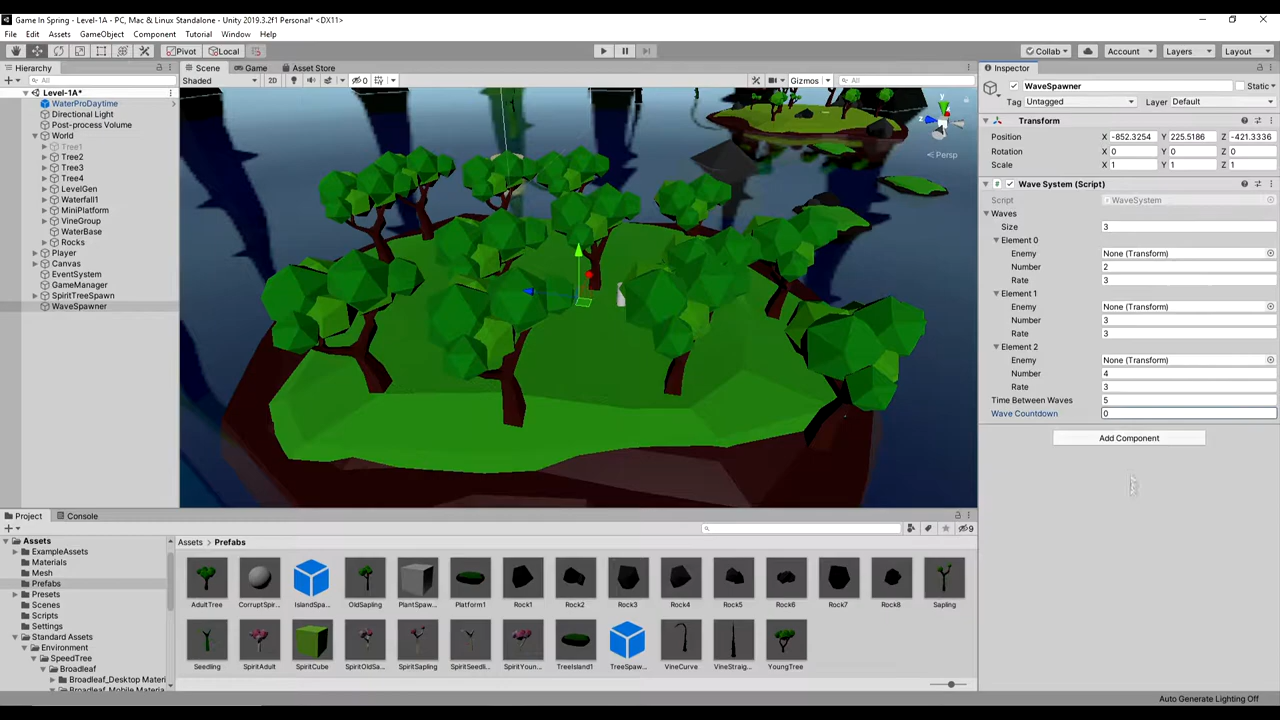 Game In Spring - Level-1A - PC, Mac & Linux Standalone - Unity 2019.3.2f1 Personal* <DX11>
File Edit Assets GameObject Component Tutorial Window Help
Pivot Local Collab Account Layers Layout
Hierarchy
All
Level-1A*
WaterProDaytime
Directional Light
Post-process Volume
World
Tree1
Tree2
Tree3
Tree4
LevelGen
Waterfall1
MiniPlatform
VineGroup
WaterBase
Rocks
Player
Canvas
EventSystem
GameManager
SpiritTreeSpawn
WaveSpawner
Scene Game Asset Store
Shaded 2D 0 Gizmos All
y
z
Persp
Inspector
WaveSpawner Static
Tag Untagged Layer Default
Transform
Position X -852.3254 Y 225.5186 Z -421.3336
Rotation X 0 Y 0 Z 0
Scale X 1 Y 1 Z 1
Wave System (Script)
Script WaveSystem
Waves
Size 3
Element 0
Enemy None (Transform)
Number 2
Rate 3
Element 1
Enemy None (Transform)
Number 3
Rate 3
Element 2
Enemy None (Transform)
Number 4
Rate 3
Time Between Waves 5
Wave Countdown 0
Add Component
Project Console
9
Assets
ExampleAssets
Materials
Mesh
Prefabs
Presets
Scenes
Scripts
Settings
Standard Assets
Environment
SpeedTree
Broadleaf
Broadleaf_Desktop Materi
Broadleaf_Mobile Materia
Assets > Prefabs
AdultTree CorruptSpir... IslandSpa... OldSapling PlantSpaw... Platform1 Rock1 Rock2 Rock3 Rock4 Rock5 Rock6 Rock7 Rock8 Sapling
Seedling SpiritAdult SpiritCube SpiritOldSa... SpiritSapling SpiritSeedli... SpiritYoun... TreeIsland1 TreeSpaw... VineCurve VineStraig... YoungTree
Auto Generate Lighting Off